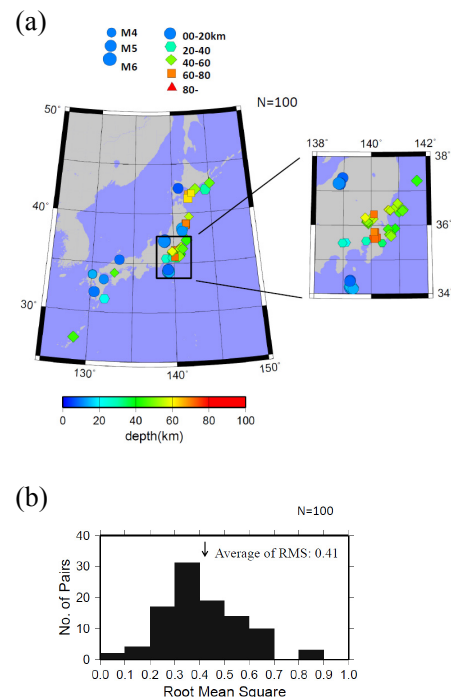 (a)
M4
M5
M6
00-20km
20-40
40-60
60-80
80-
N=100
50°
40°
30°
130°
140°
150°
138°
140°
142°
38°
36°
34°
0 20 40 60 80 100
depth(km)
(b)
N=100
40
30
20
10
0
No. of Pairs
Average of RMS: 0.41
0.0 0.1 0.2 0.3 0.4 0.5 0.6 0.7 0.8 0.9 1.0
Root Mean Square